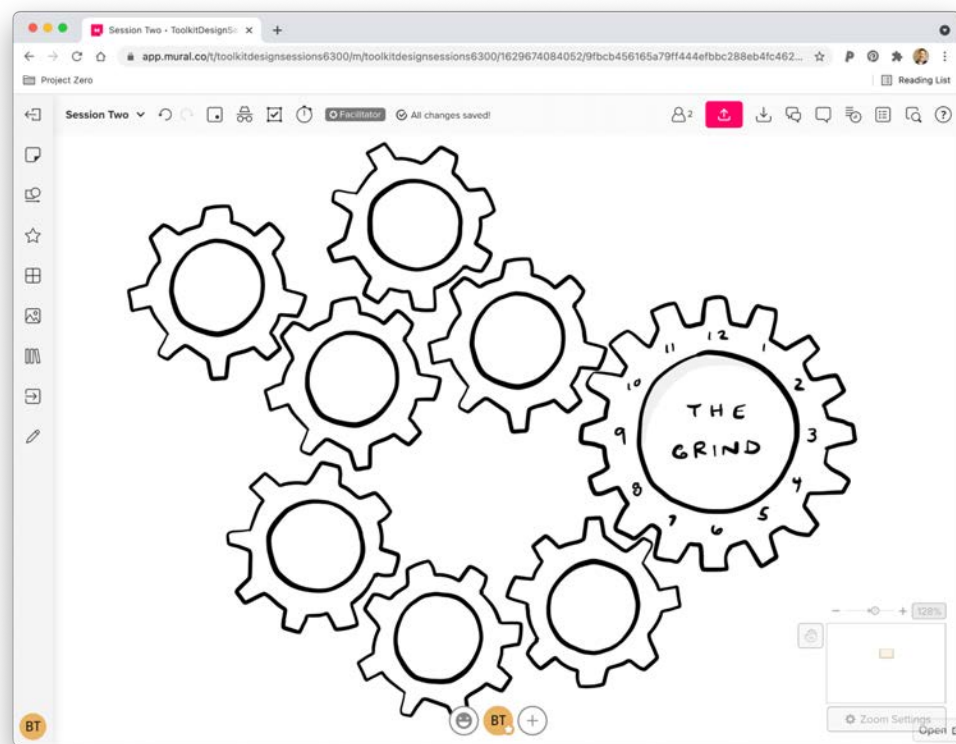 Session Two - ToolkitDesignSe
app.mural.co/t/toolkitdesignsessions6300/m/toolkitdesignsessions6300/1629674084052/9fbcb456165a79ff444efbbc288eb4fc462...
Project Zero
Reading List
Session Two
Facilitator
All changes saved!
2
12
11
1
10
2
THE
9
3
GRIND
8
4
7
5
6
128%
Zoom Settings
Open
BT
BT